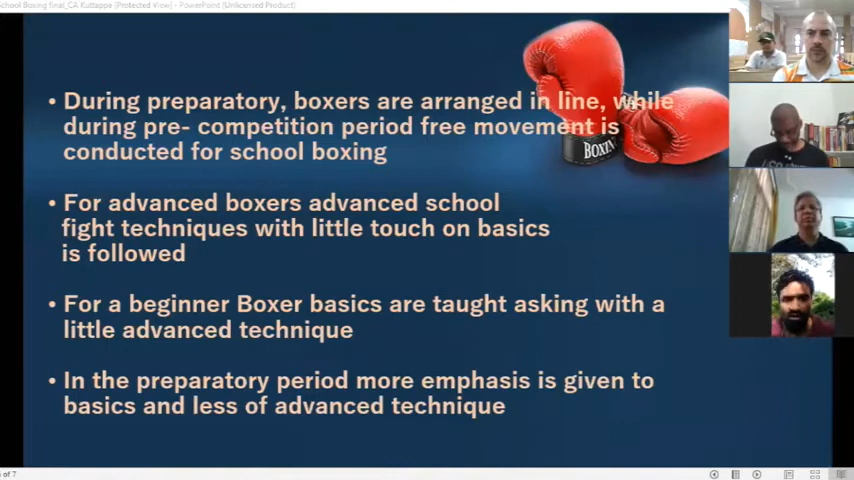 School Boxing final_CA Kuttappa [Protected View] - PowerPoint (Unlicensed Product)
• During preparatory, boxers are arranged in line, while
during pre- competition period free movement is
conducted for school boxing
BOXING
• For advanced boxers advanced school
fight techniques with little touch on basics
is followed
• For a beginner Boxer basics are taught asking with a
little advanced technique
• In the preparatory period more emphasis is given to
basics and less of advanced technique
of 7